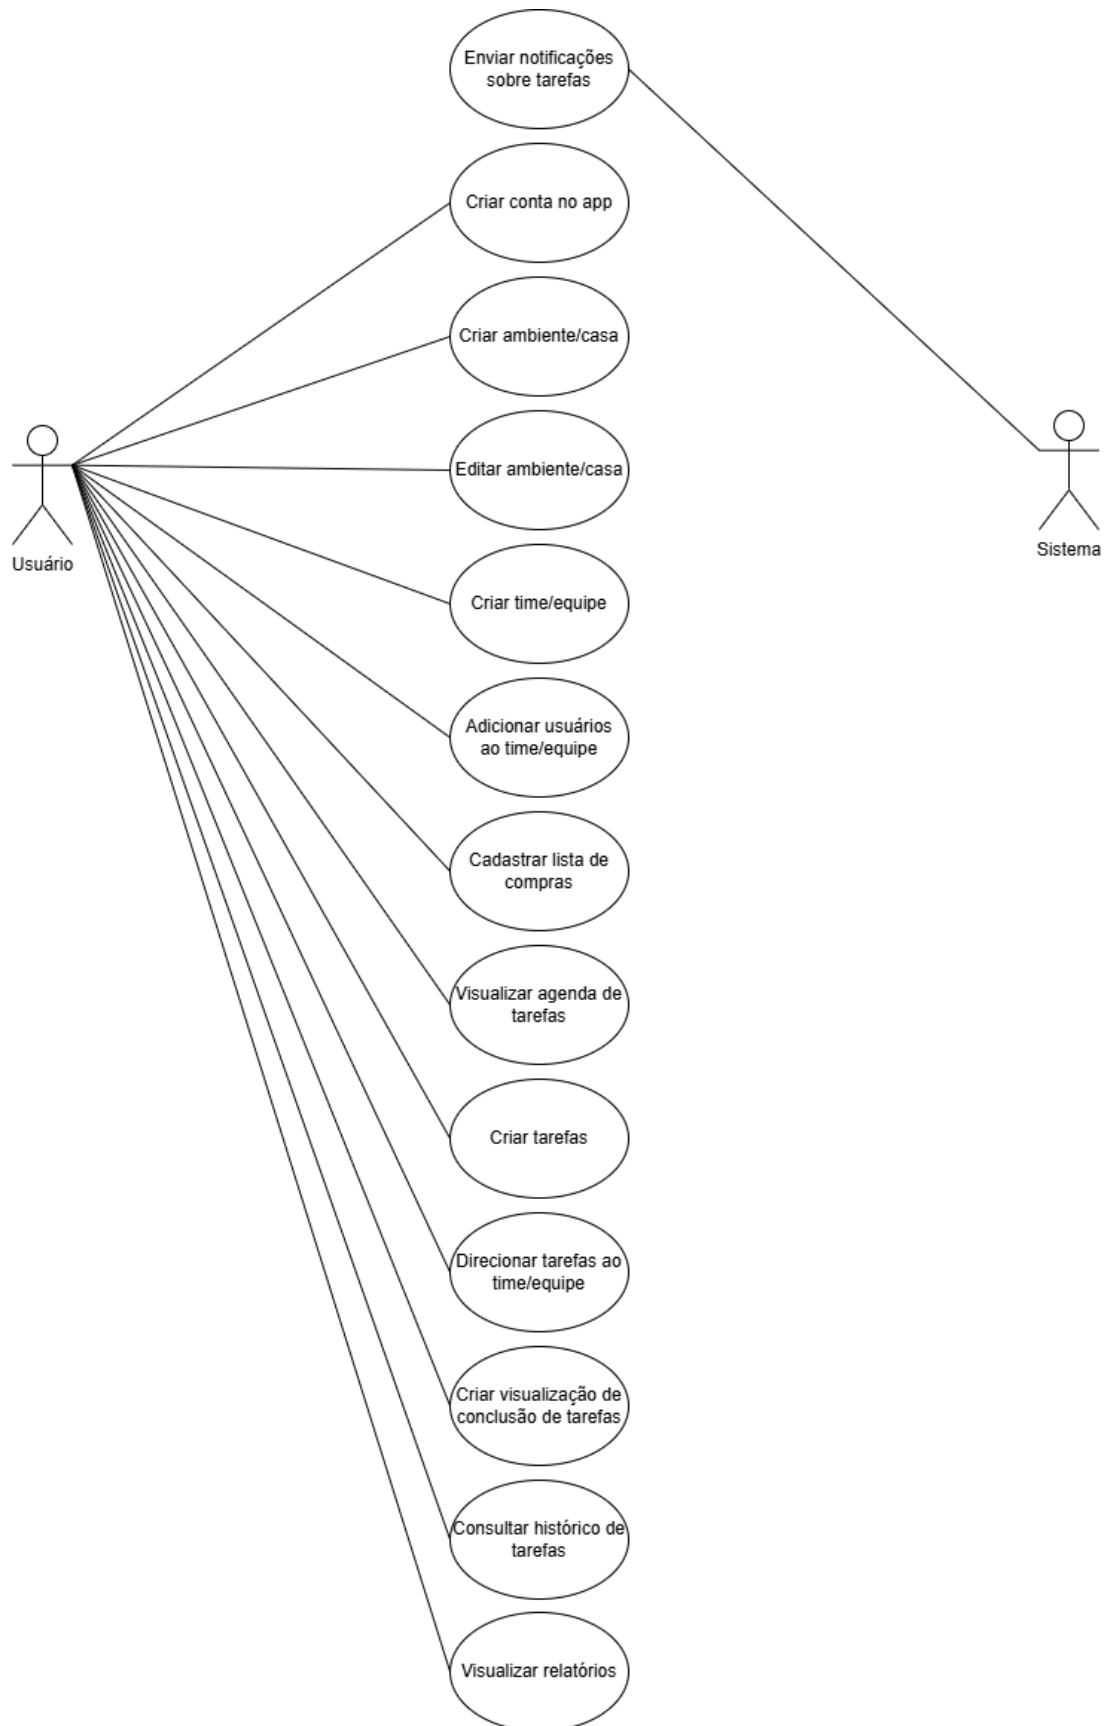 Enviar notificações
sobre tarefas
Criar conta no app
Criar ambiente/casa
Editar ambiente/casa
Usuário
Sistema
Criar time/equipe
Adicionar usuários
ao time/equipe
Cadastrar lista de
compras
Visualizar agenda de
tarefas
Criar tarefas
Direcionar tarefas ao
time/equipe
Criar visualização de
conclusão de tarefas
Consultar histórico de
tarefas
Visualizar relatórios